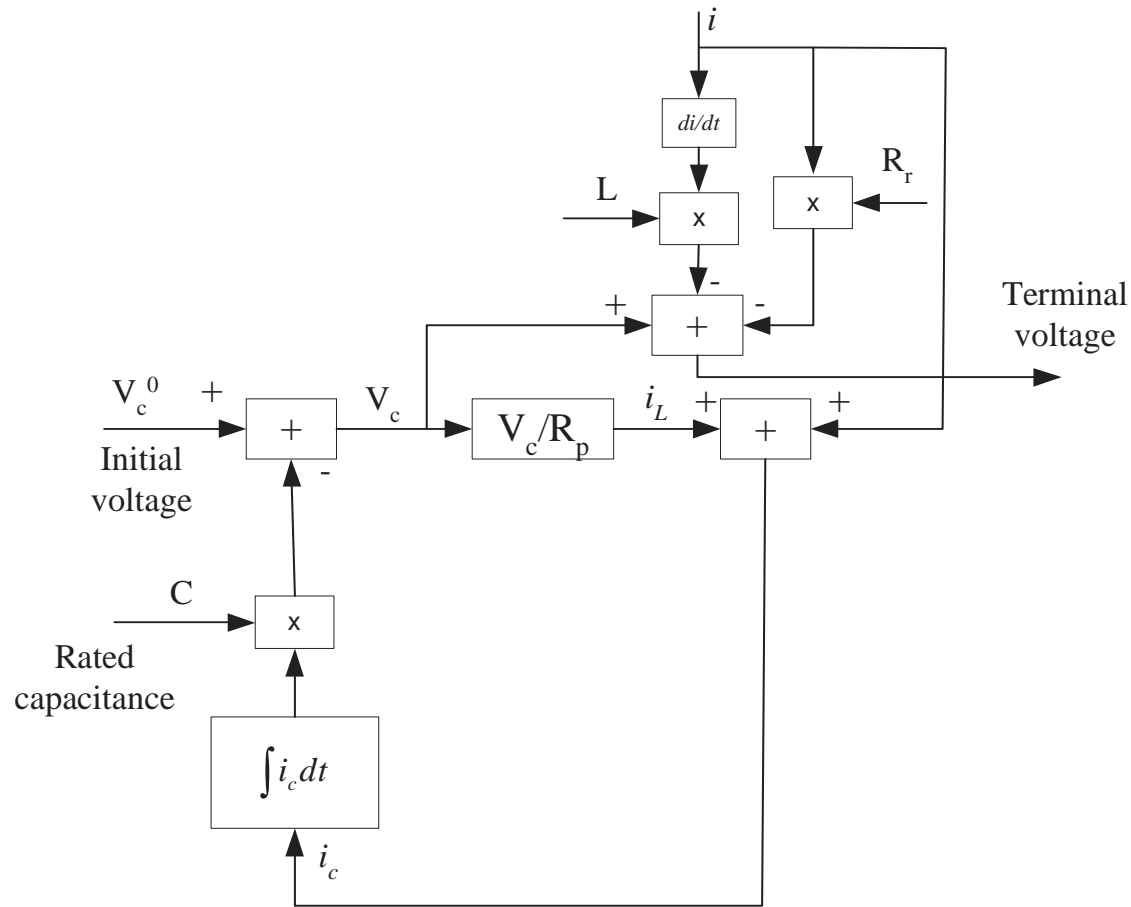 i
di/dt
R_r
L
x
x
-
Terminal
voltage
+
-
+
V_c^0
+
V_c
i_L
+
+
+
V_c/R_p
+
Initial
voltage
-
C
x
Rated
capacitance
∫i_c dt
i_c